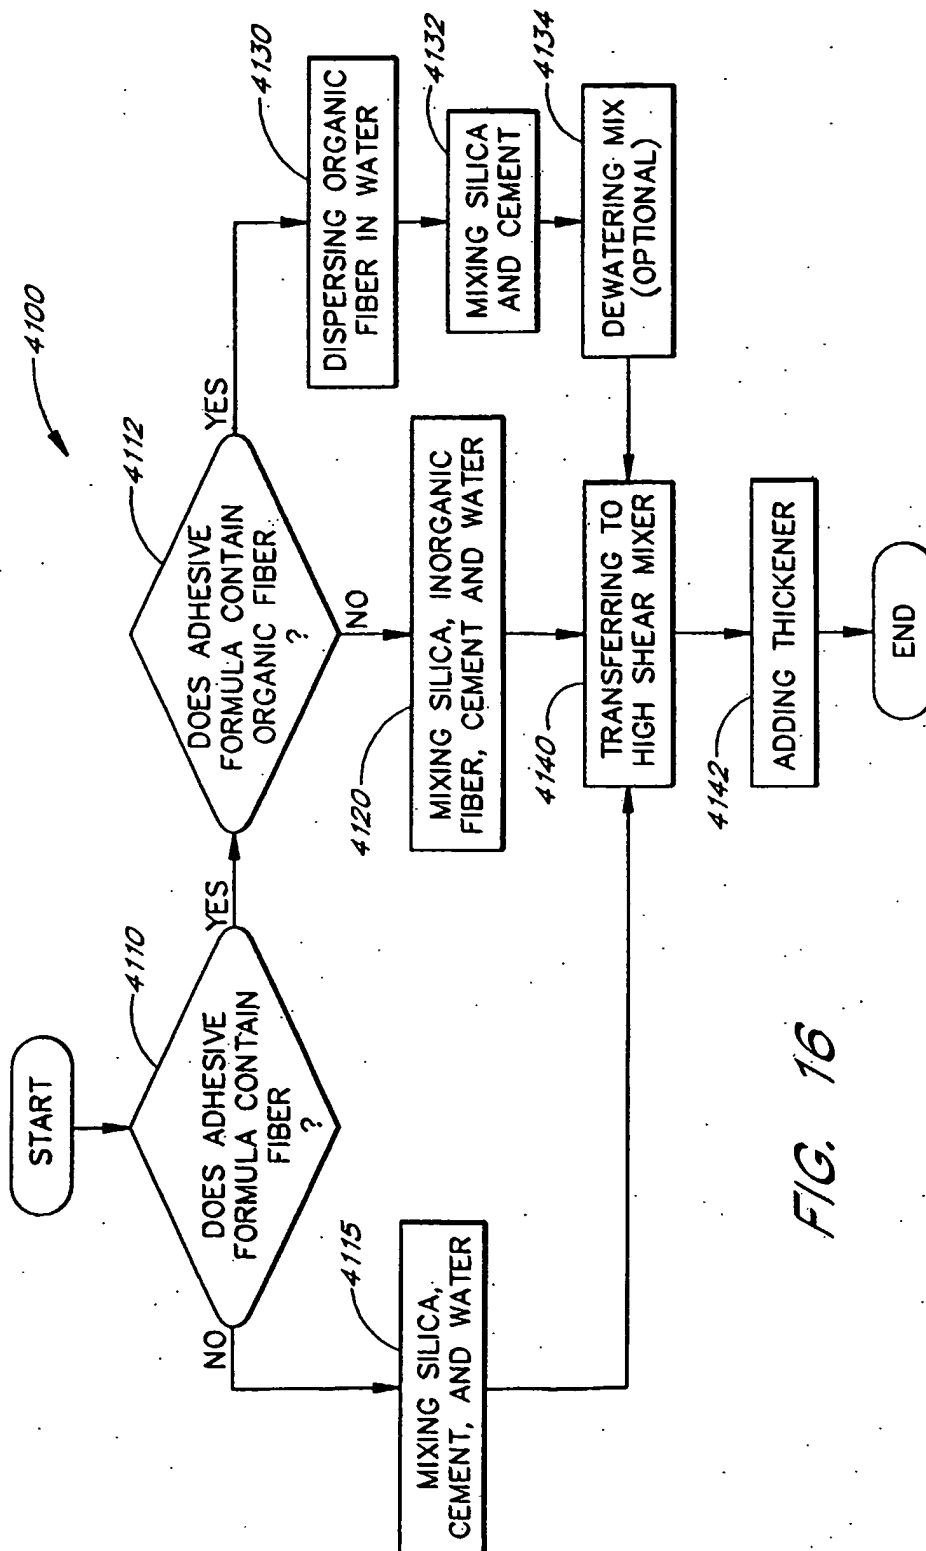 4100
START
4110
DOES ADHESIVE
FORMULA CONTAIN
FIBER
?
NO
YES
4112
DOES ADHESIVE
FORMULA CONTAIN
ORGANIC FIBER
?
YES
NO
4115
MIXING SILICA,
CEMENT, AND WATER
4120
MIXING SILICA, INORGANIC
FIBER, CEMENT AND WATER
4130
DISPERSING ORGANIC
FIBER IN WATER
4132
MIXING SILICA
AND CEMENT
4134
DEWATERING MIX
(OPTIONAL)
4140
TRANSFERRING TO
HIGH SHEAR MIXER
4142
ADDING THICKENER
END
FIG. 16